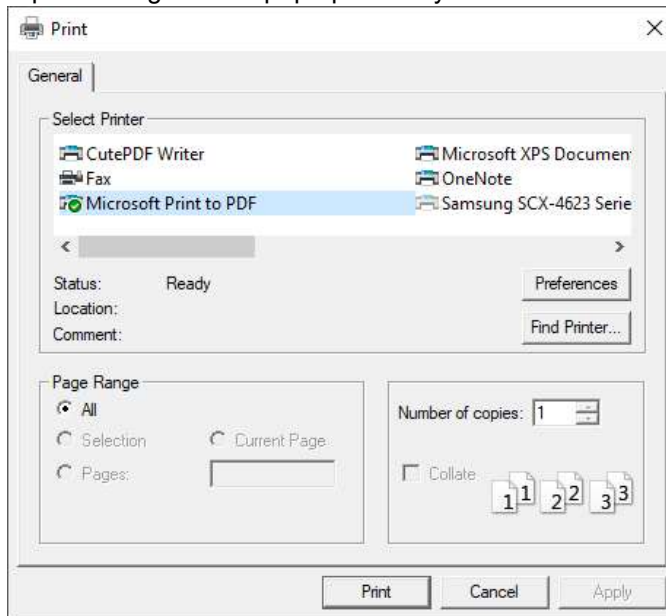 Print
General
Select Printer
CutePDF Writer
Fax
Microsoft Print to PDF
Microsoft XPS Documen
OneNote
Samsung SCX-4623 Serie
Status: Ready
Location:
Comment:
Preferences
Find Printer...
Page Range
All
Selection
Current Page
Pages:
Number of copies: 1
Collate
1 1 2 2 3 3
Print
Cancel
Apply